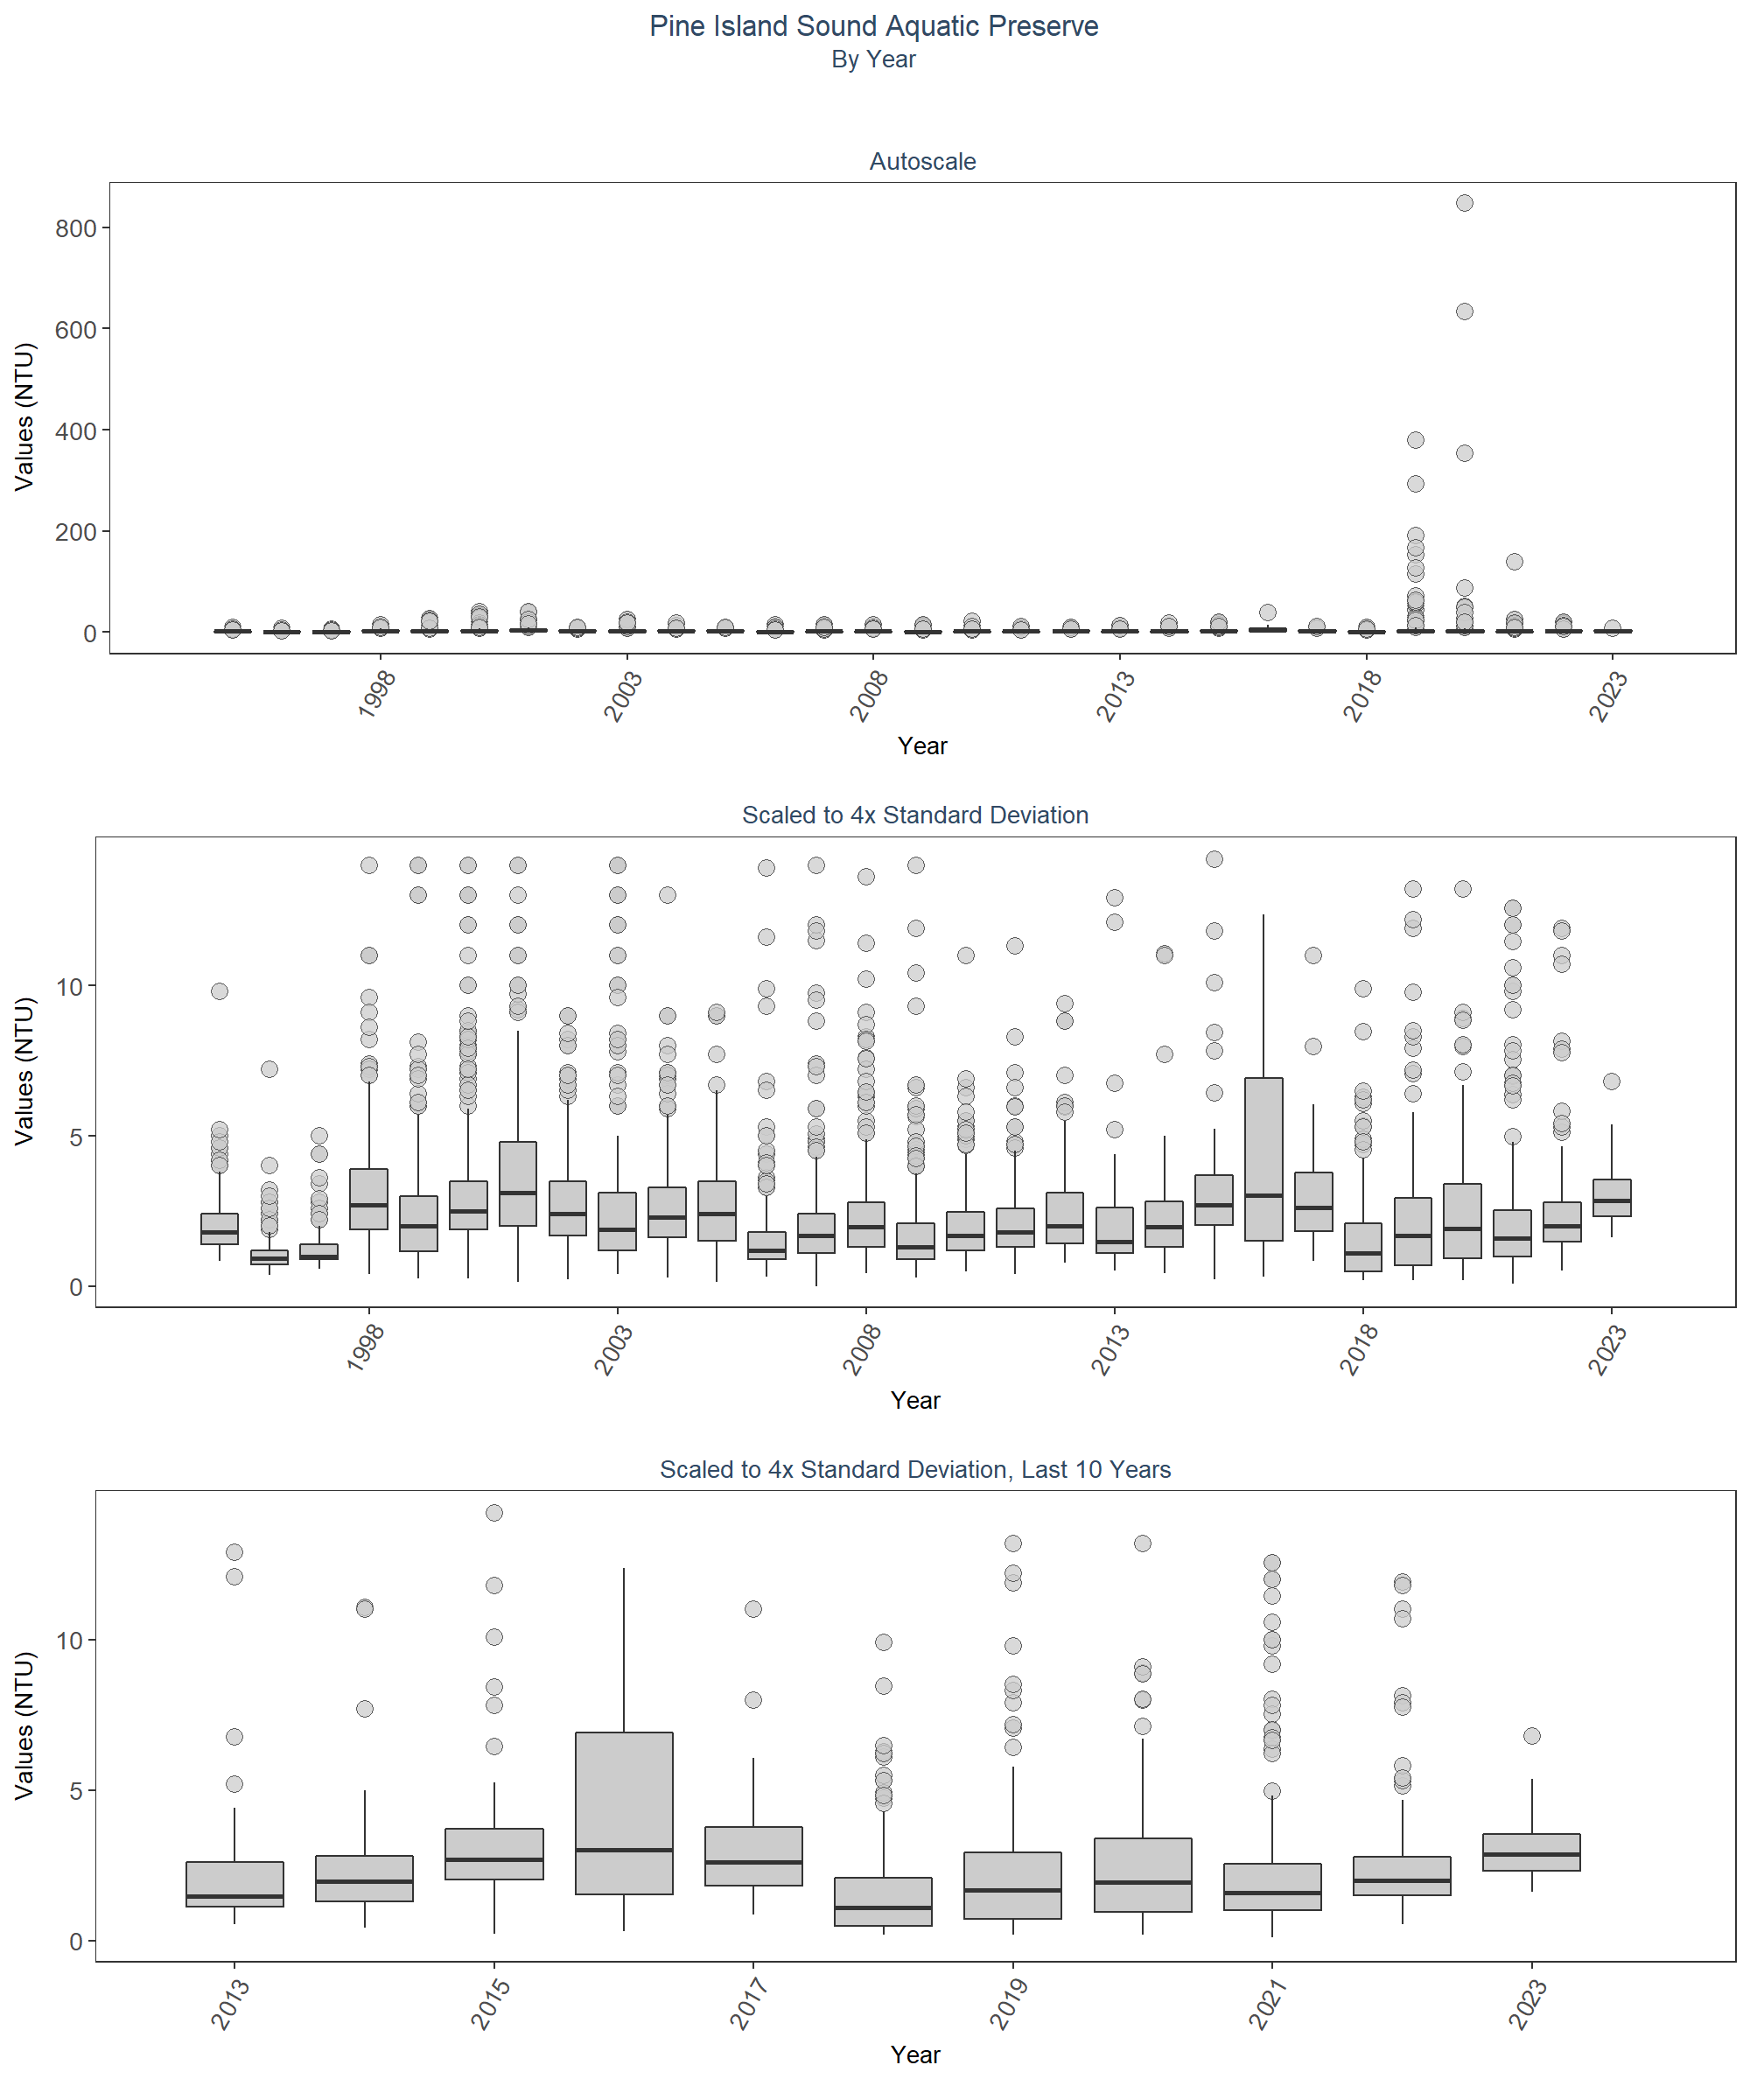 Pine Island Sound Aquatic Preserve
By Year
Autoscale
Values (NTU)
800
600
400
200
0
1998 2003 2008 2013 2018 2023
Year
Scaled to 4x Standard Deviation
Values (NTU)
10
5
0
1998 2003 2008 2013 2018 2023
Year
Scaled to 4x Standard Deviation, Last 10 Years
Values (NTU)
10
5
0
2013 2015 2017 2019 2021 2023
Year